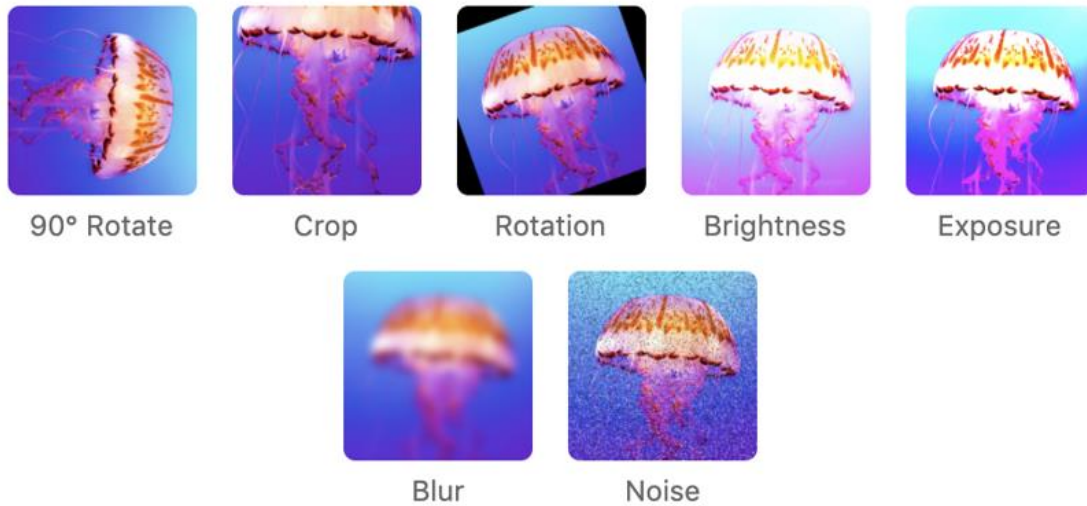 90° Rotate
Crop
Rotation
Brightness
Exposure
Blur
Noise